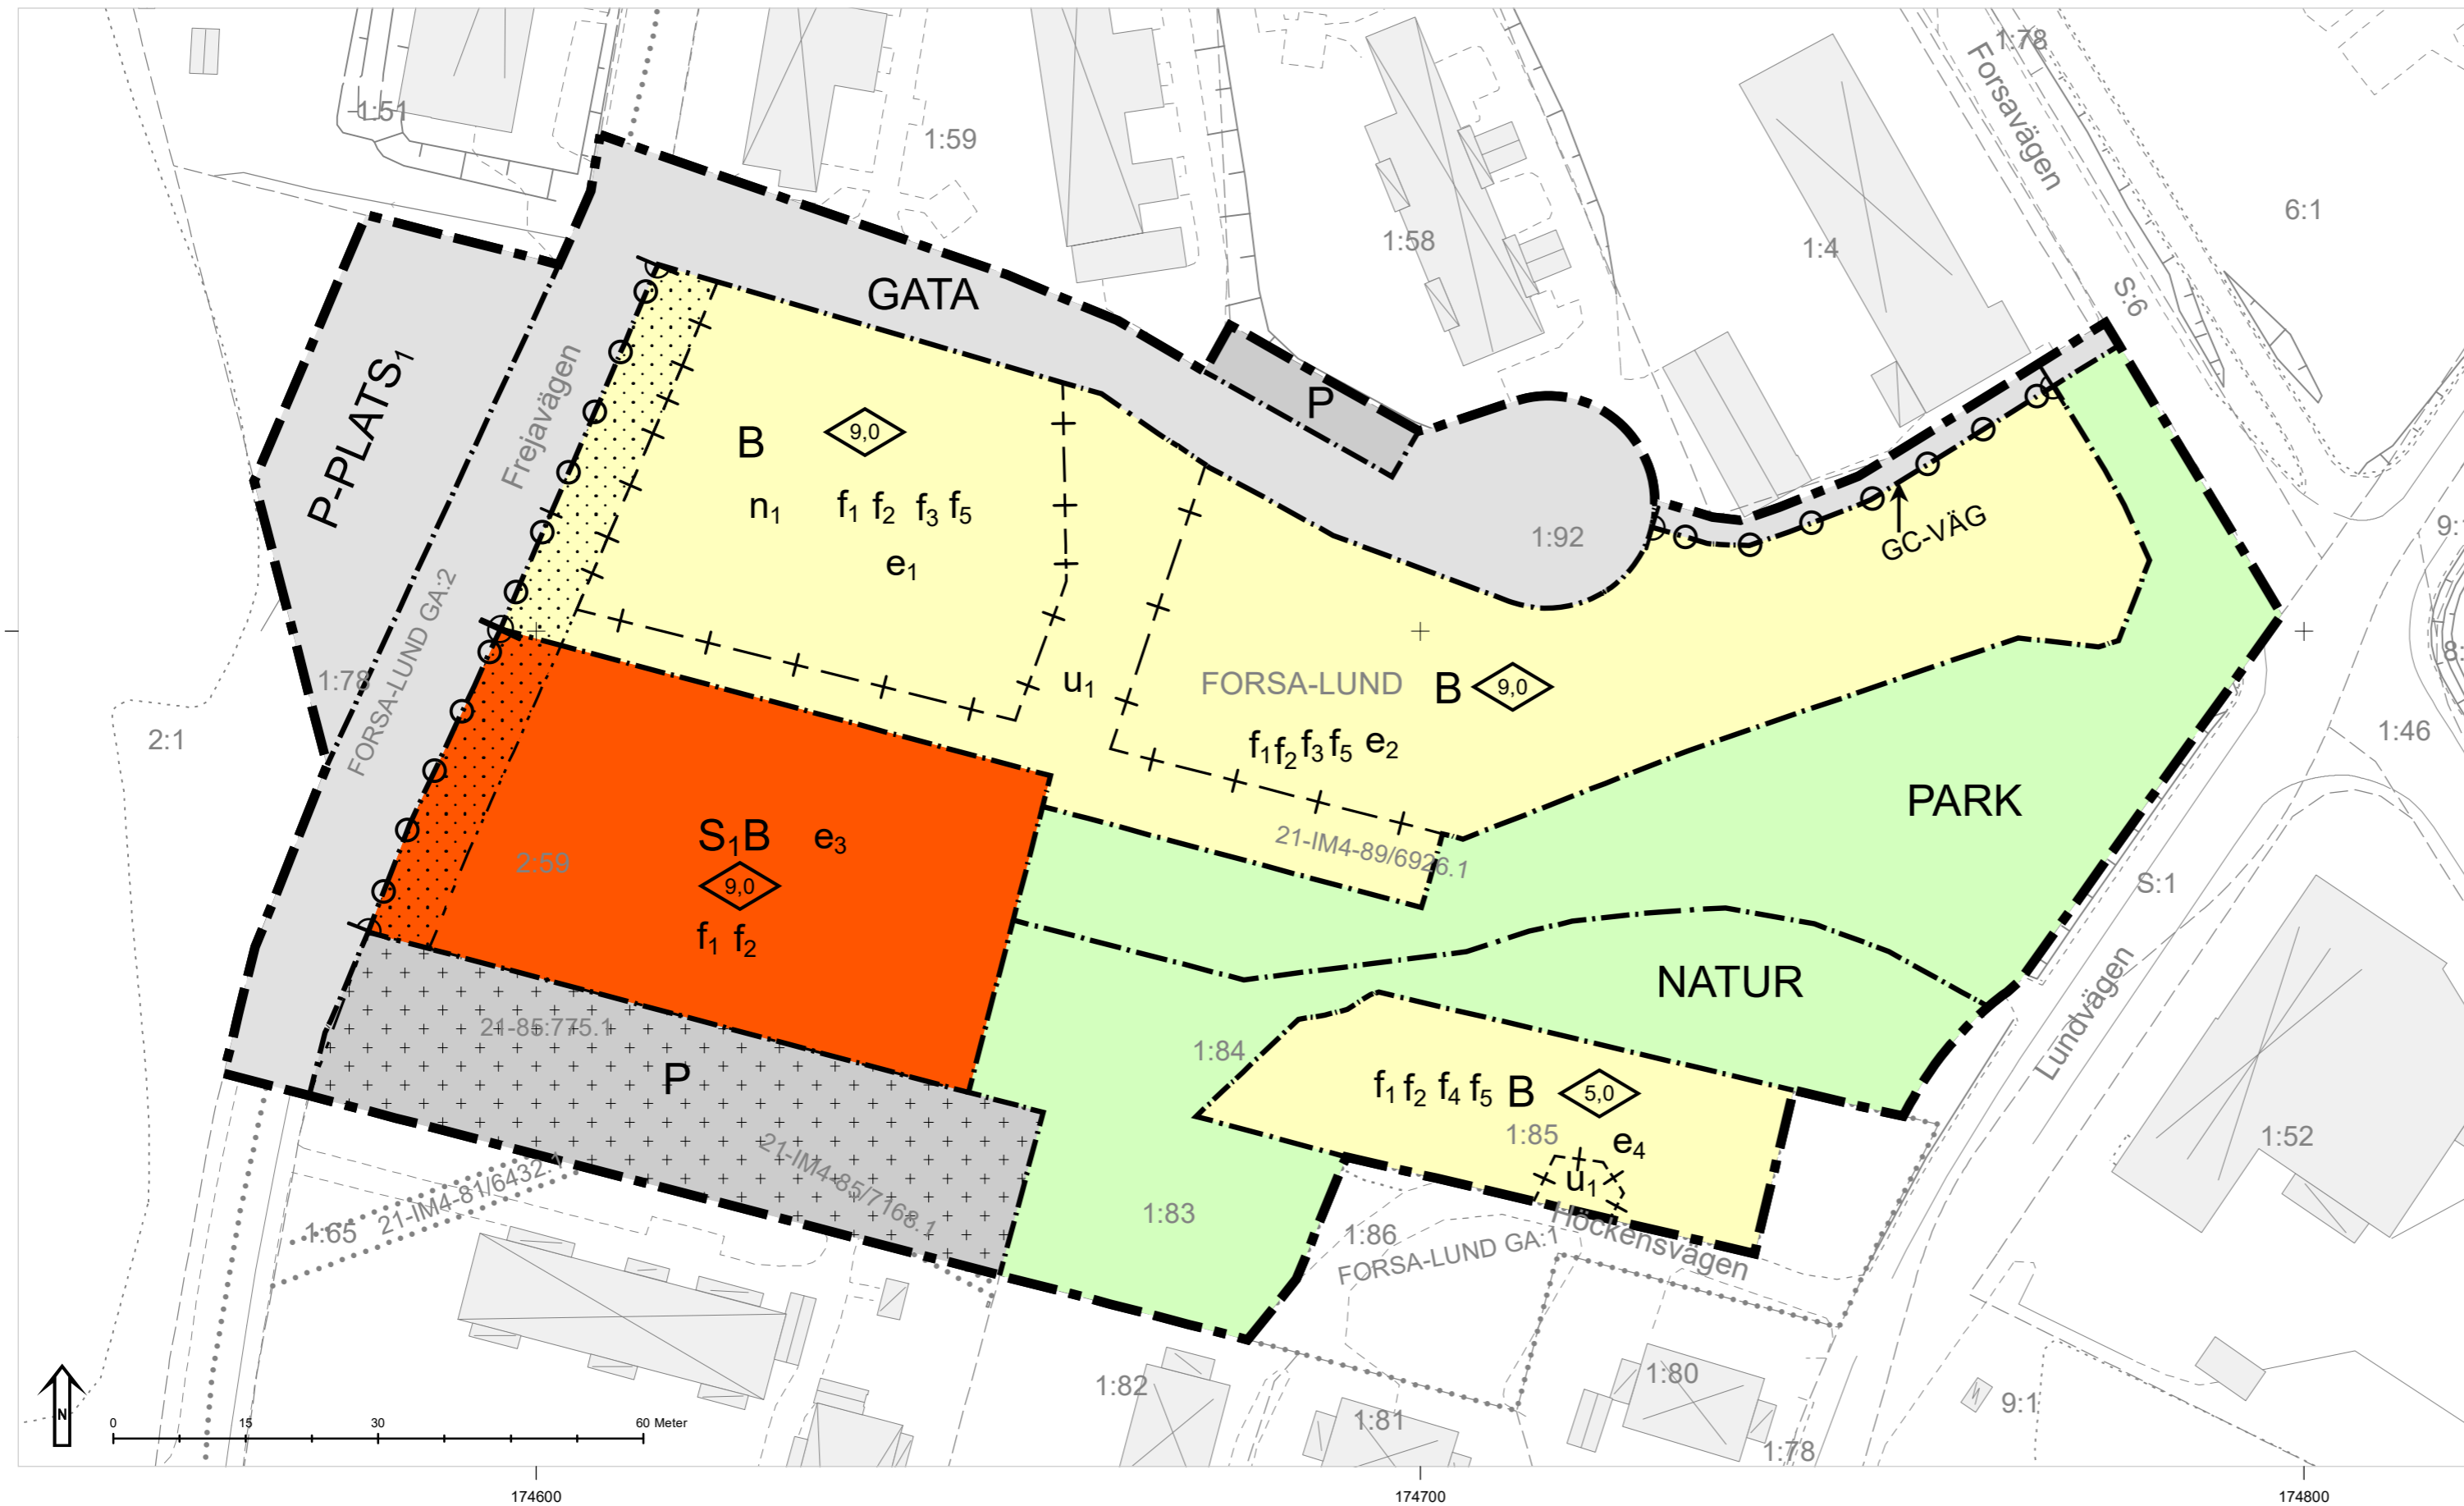 1:78
Forsavägen
1:51
1:59
6:1
1:58
1:4
S:6
GATA
P-PLATS₁
P
Frejavägen
B 9,0
n₁ f₁ f₂ f₃ f₅
e₁
1:92
GC-VÄG
FORSA-LUND GA:2
1:78
u₁
FORSA-LUND
B 9,0
2:1
1:46
f₁ f₂ f₃ f₅ e₂
PARK
S₁B e₃
2:59
9,0
21-IM4-89/6926.1
S:1
f₁ f₂
NATUR
21-85:775.1
Lundvägen
1:84
P
f₁ f₂ f₄ f₅ B 5,0
1:85
e₄
1:52
21-IM4-85/7168.1
u₁
21-IM4-81/6432.1
1:65
1:83
1:86
Höckensvägen
FORSA-LUND GA:1
1:82
1:80
1:81
9:1
1:78
N
0 15 30 60 Meter
174600 174700 174800